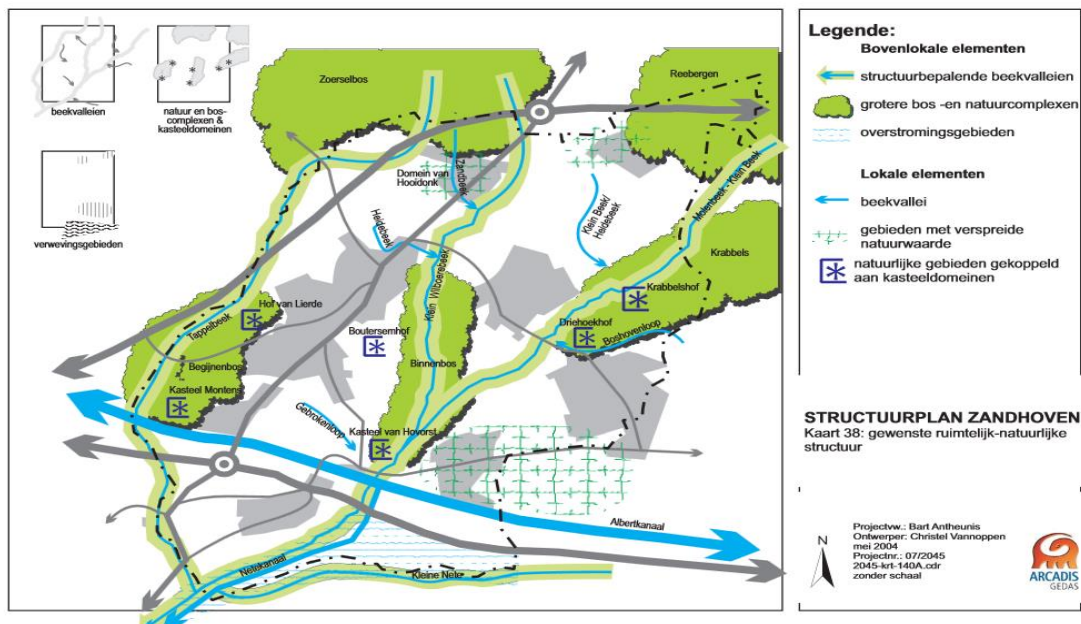 beekvalleien
natuur en bos-
complexen &
kasteeldomeinen
verwevingsgebieden
Zoerselbos
Reebergen
Domein van
Hooidonk
Zandbeek
Heidebeek
Klein Beek/
Heidebeek
Molenbeek - Klein Beek
Krabbels
Krabbelshof
Klein Wilboerebeek
Hof van Lierde
Tappelbeek
Boutersemhof
Driehoekhof
Boshovenloop
Begijnenbos
Binnenbos
Kasteel Montens
Gebrokenloop
Kasteel van Hovorst
Albertkanaal
Netekanaal
Kleine Nete
Legende:
Bovenlokale elementen
structuurbepalende beekvalleien
grotere bos -en natuurcomplexen
overstromingsgebieden
Lokale elementen
beekvallei
gebieden met verspreide
natuurwaarde
natuurlijke gebieden gekoppeld
aan kasteeldomeinen
STRUCTUURPLAN ZANDHOVEN
Kaart 38: gewenste ruimtelijk-natuurlijke
structuur
N
Projectvw.: Bart Antheunis
Ontwerper: Christel Vannoppen
mei 2004
Projectnr.: 07/2045
2045-krt-140A.cdr
zonder schaal
ARCADIS
GEDAS